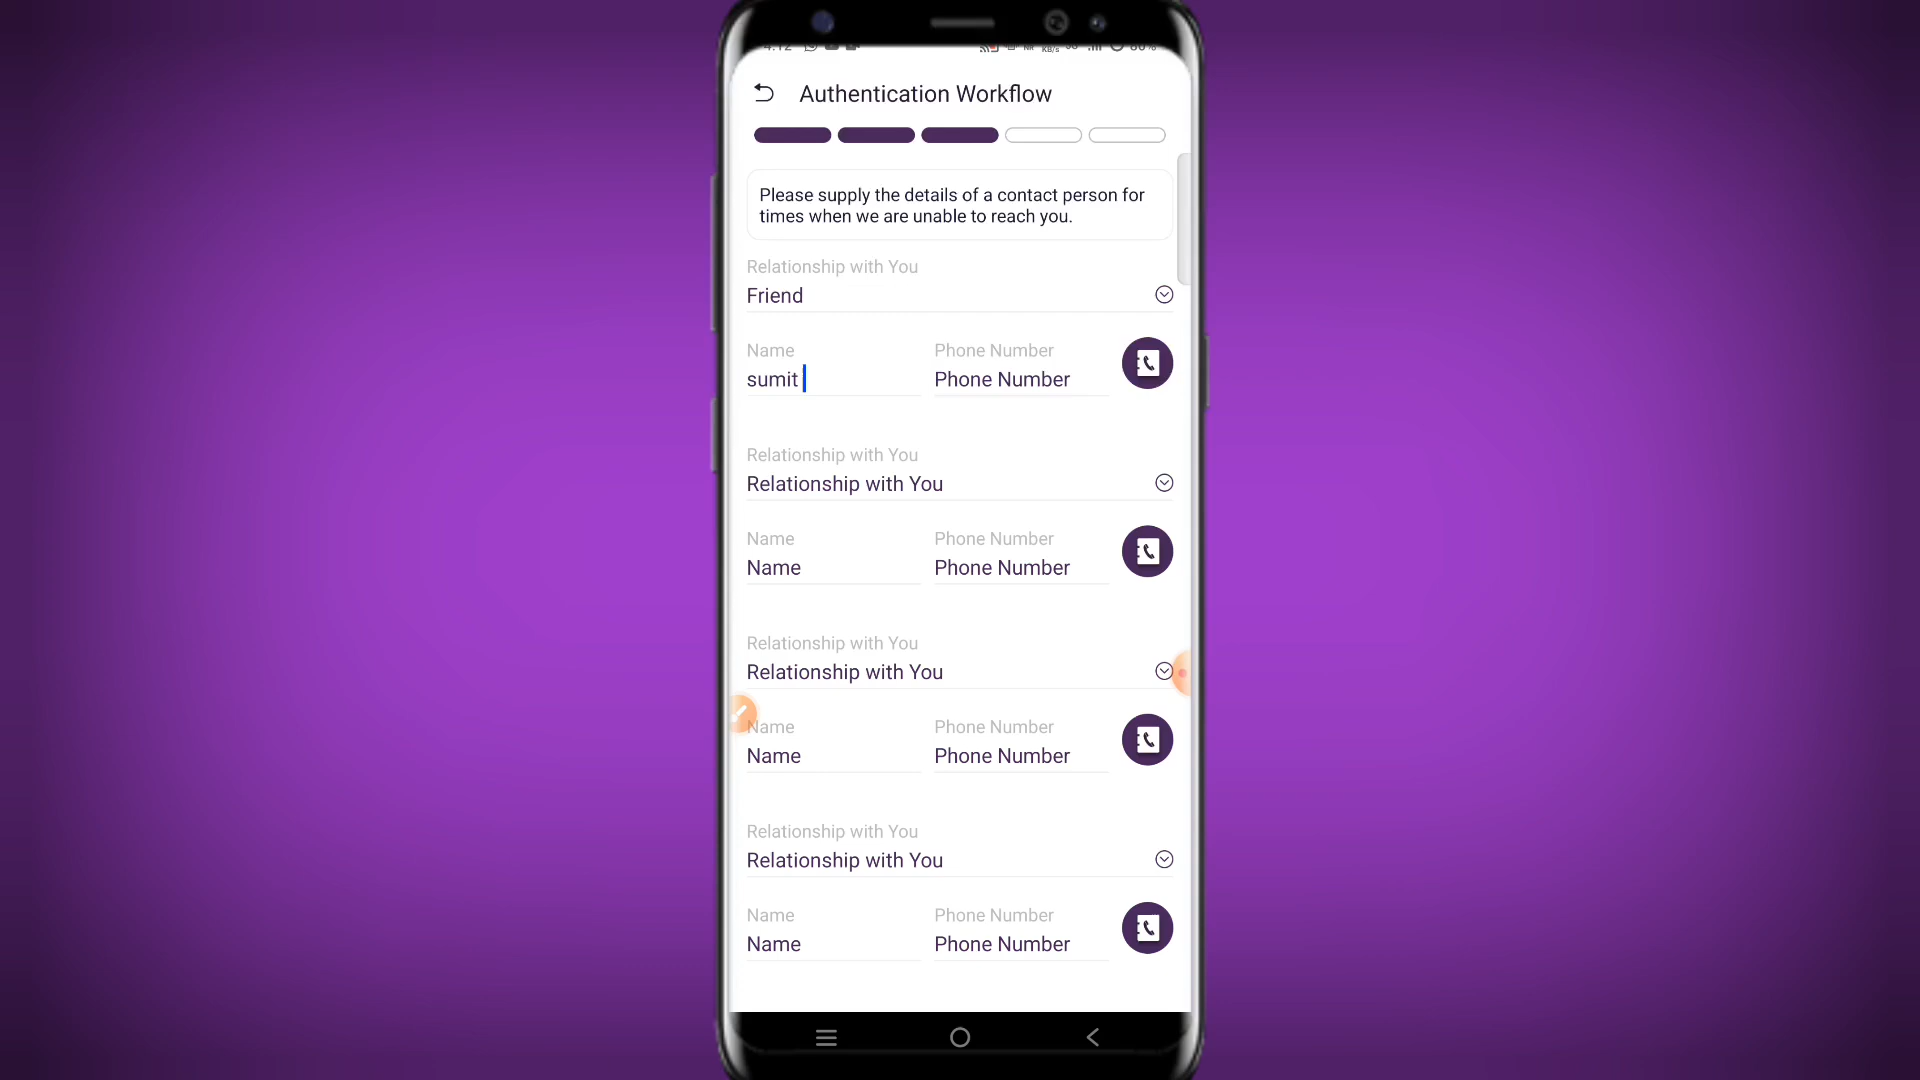 Authentication Workflow
Please supply the details of a contact person for
times when we are unable to reach you.
Relationship with You
Friend
Name Phone Number
sumit Phone Number
Relationship with You
Relationship with You
Name Phone Number
Name Phone Number
Relationship with You
Relationship with You
Name Phone Number
Name Phone Number
Relationship with You
Relationship with You
Name Phone Number
Name Phone Number